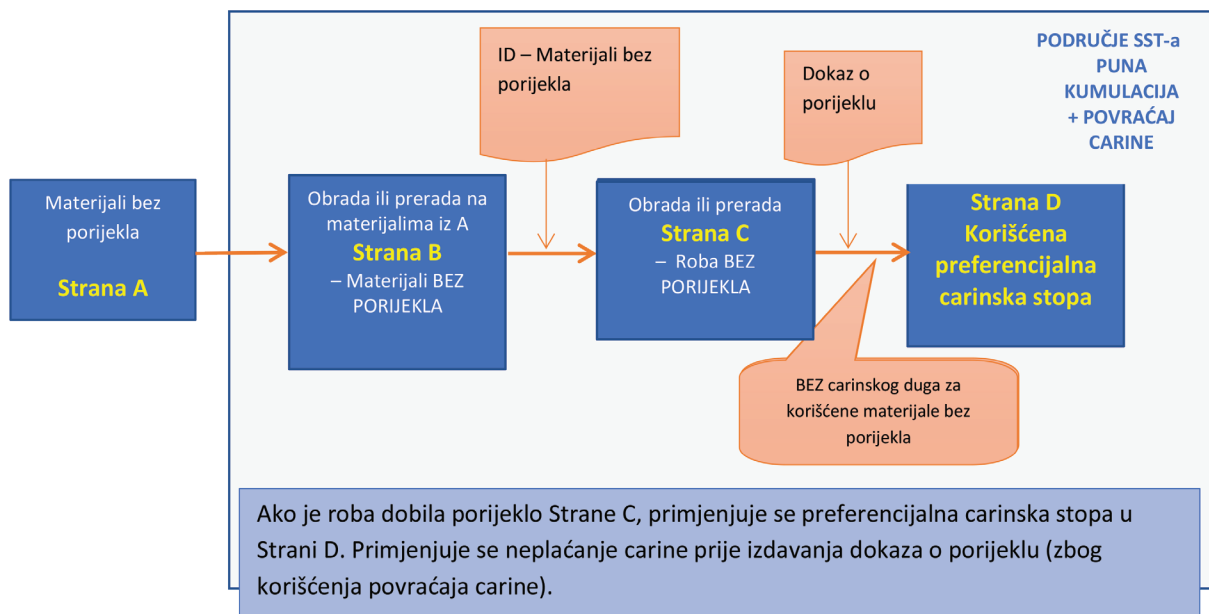 PODRUČJE SST-a
PUNA
KUMULACIJA
+ POVRAĆAJ
CARINE
ID – Materijali bez
porijekla
Dokaz o
porijeklu
Materijali bez
porijekla
Strana A
Obrada ili prerada na
materijalima iz A
Strana B
– Materijali BEZ
PORIJEKLA
Obrada ili prerada
Strana C
– Roba BEZ
PORIJEKLA
Strana D
Korišćena
preferencijalna
carinska stopa
BEZ carinskog duga za
korišćene materijale bez
porijekla
Ako je roba dobila porijeklo Strane C, primjenjuje se preferencijalna carinska stopa u
Strani D. Primjenjuje se neplaćanje carine prije izdavanja dokaza o porijeklu (zbog
korišćenja povraćaja carine).